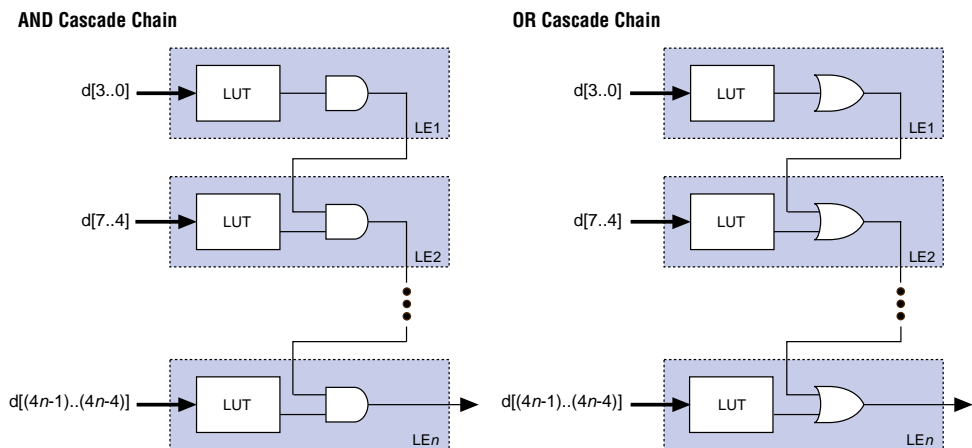 AND Cascade Chain
d[3..0]
LUT
LE1
d[7..4]
LUT
LE2
d[(4n-1)..(4n-4)]
LUT
LEn
OR Cascade Chain
d[3..0]
LUT
LE1
d[7..4]
LUT
LE2
d[(4n-1)..(4n-4)]
LUT
LEn